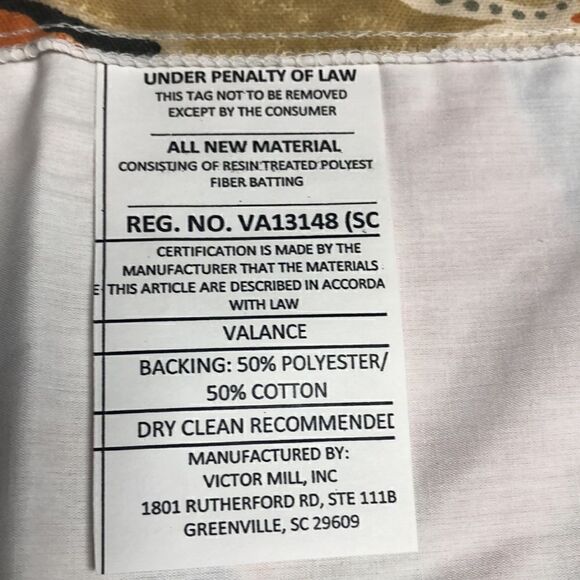 UNDER PENALTY OF LAW
THIS TAG NOT TO BE REMOVED
EXCEPT BY THE CONSUMER
ALL NEW MATERIAL
CONSISTING OF RESIN TREATED POLYEST
FIBER BATTING
REG. NO. VA13148 (SC
CERTIFICATION IS MADE BY THE
MANUFACTURER THAT THE MATERIALS
THIS ARTICLE ARE DESCRIBED IN ACCORDA
WITH LAW
VALANCE
BACKING: 50% POLYESTER/
50% COTTON
DRY CLEAN RECOMMENDED
MANUFACTURED BY:
VICTOR MILL, INC
1801 RUTHERFORD RD, STE 111B
GREENVILLE, SC 29609